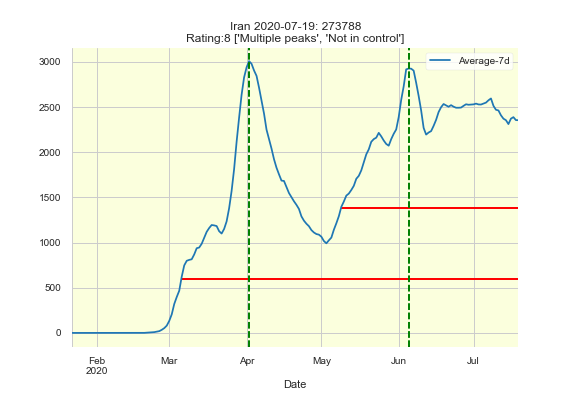 Iran 2020-07-19: 273788
Rating:8 ['Multiple peaks', 'Not in control']
Average-7d
3000
2500
2000
1500
1000
500
0
Feb
2020
Mar
Apr
May
Jun
Jul
Date